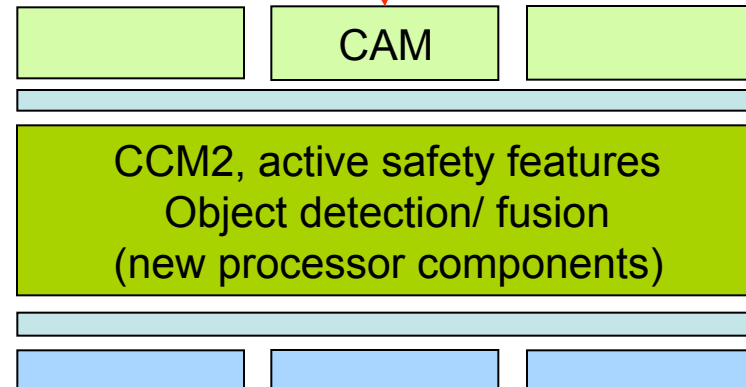 CAM
CCM2, active safety features
Object detection/ fusion
(new processor components)